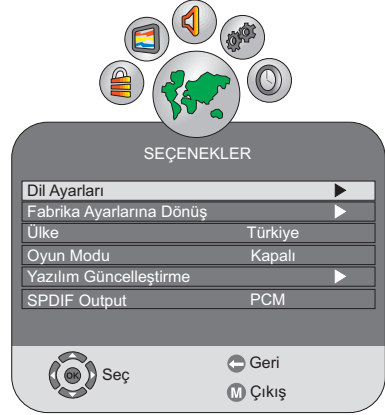 SEÇENEKLER
Dil Ayarları
Fabrika Ayarlarına Dönüş
Ülke Türkiye
Oyun Modu Kapalı
Yazılım Güncelleştirme
SPDIF Output PCM
OK Seç Geri
M Çıkış